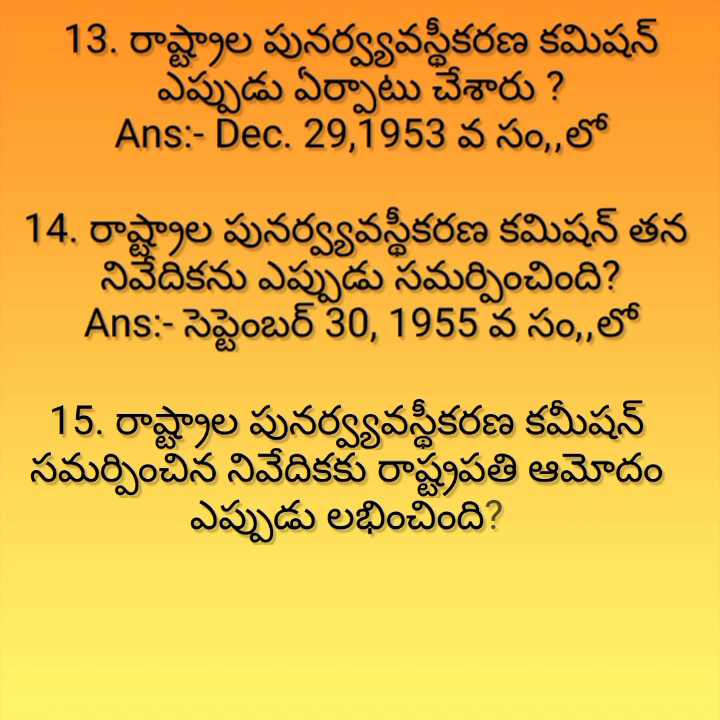 13. రాష్ట్రాల పునర్వ్యవస్థీకరణ కమిషన్
ఎప్పుడు ఏర్పాటు చేశారు ?
Ans:- Dec. 29,1953 వ సం,,లో
14. రాష్ట్రాల పునర్వ్యవస్థీకరణ కమిషన్ తన
నివేదికను ఎప్పుడు సమర్పించింది?
Ans:- సెప్టెంబర్ 30, 1955 వ సం,,లో
15. రాష్ట్రాల పునర్వ్యవస్థీకరణ కమీషన్
సమర్పించిన నివేదికకు రాష్ట్రపతి ఆమోదం
ఎప్పుడు లభించింది?